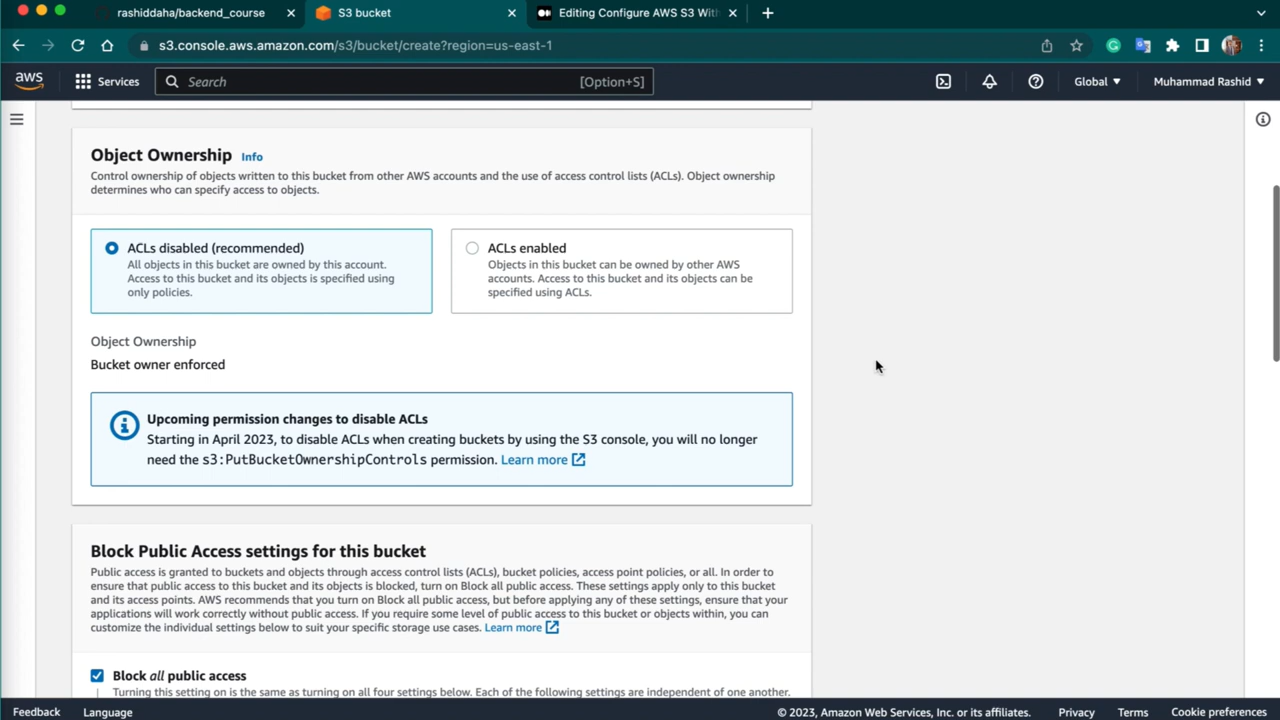 rashiddaha/backend_course
S3 bucket
Editing Configure AWS S3 Wit
s3.console.aws.amazon.com/s3/bucket/create?region=us-east-1
aws
Services
Search
[Option+S]
Global
Muhammad Rashid
Object Ownership Info
Control ownership of objects written to this bucket from other AWS accounts and the use of access control lists (ACLs). Object ownership
determines who can specify access to objects.
ACLs disabled (recommended)
All objects in this bucket are owned by this account.
Access to this bucket and its objects is specified using
only policies.
ACLs enabled
Objects in this bucket can be owned by other AWS
accounts. Access to this bucket and its objects can be
specified using ACLs.
Object Ownership
Bucket owner enforced
Upcoming permission changes to disable ACLs
Starting in April 2023, to disable ACLs when creating buckets by using the S3 console, you will no longer
need the s3:PutBucketOwnershipControls permission. Learn more
Block Public Access settings for this bucket
Public access is granted to buckets and objects through access control lists (ACLs), bucket policies, access point policies, or all. In order to
ensure that public access to this bucket and its objects is blocked, turn on Block all public access. These settings apply only to this bucket
and its access points. AWS recommends that you turn on Block all public access, but before applying any of these settings, ensure that your
applications will work correctly without public access. If you require some level of public access to this bucket or objects within, you can
customize the individual settings below to suit your specific storage use cases. Learn more
Block all public access
Turning this setting on is the same as turning on all four settings below. Each of the following settings are independent of one another.
Feedback
Language
© 2023, Amazon Web Services, Inc. or its affiliates.
Privacy
Terms
Cookie preferences